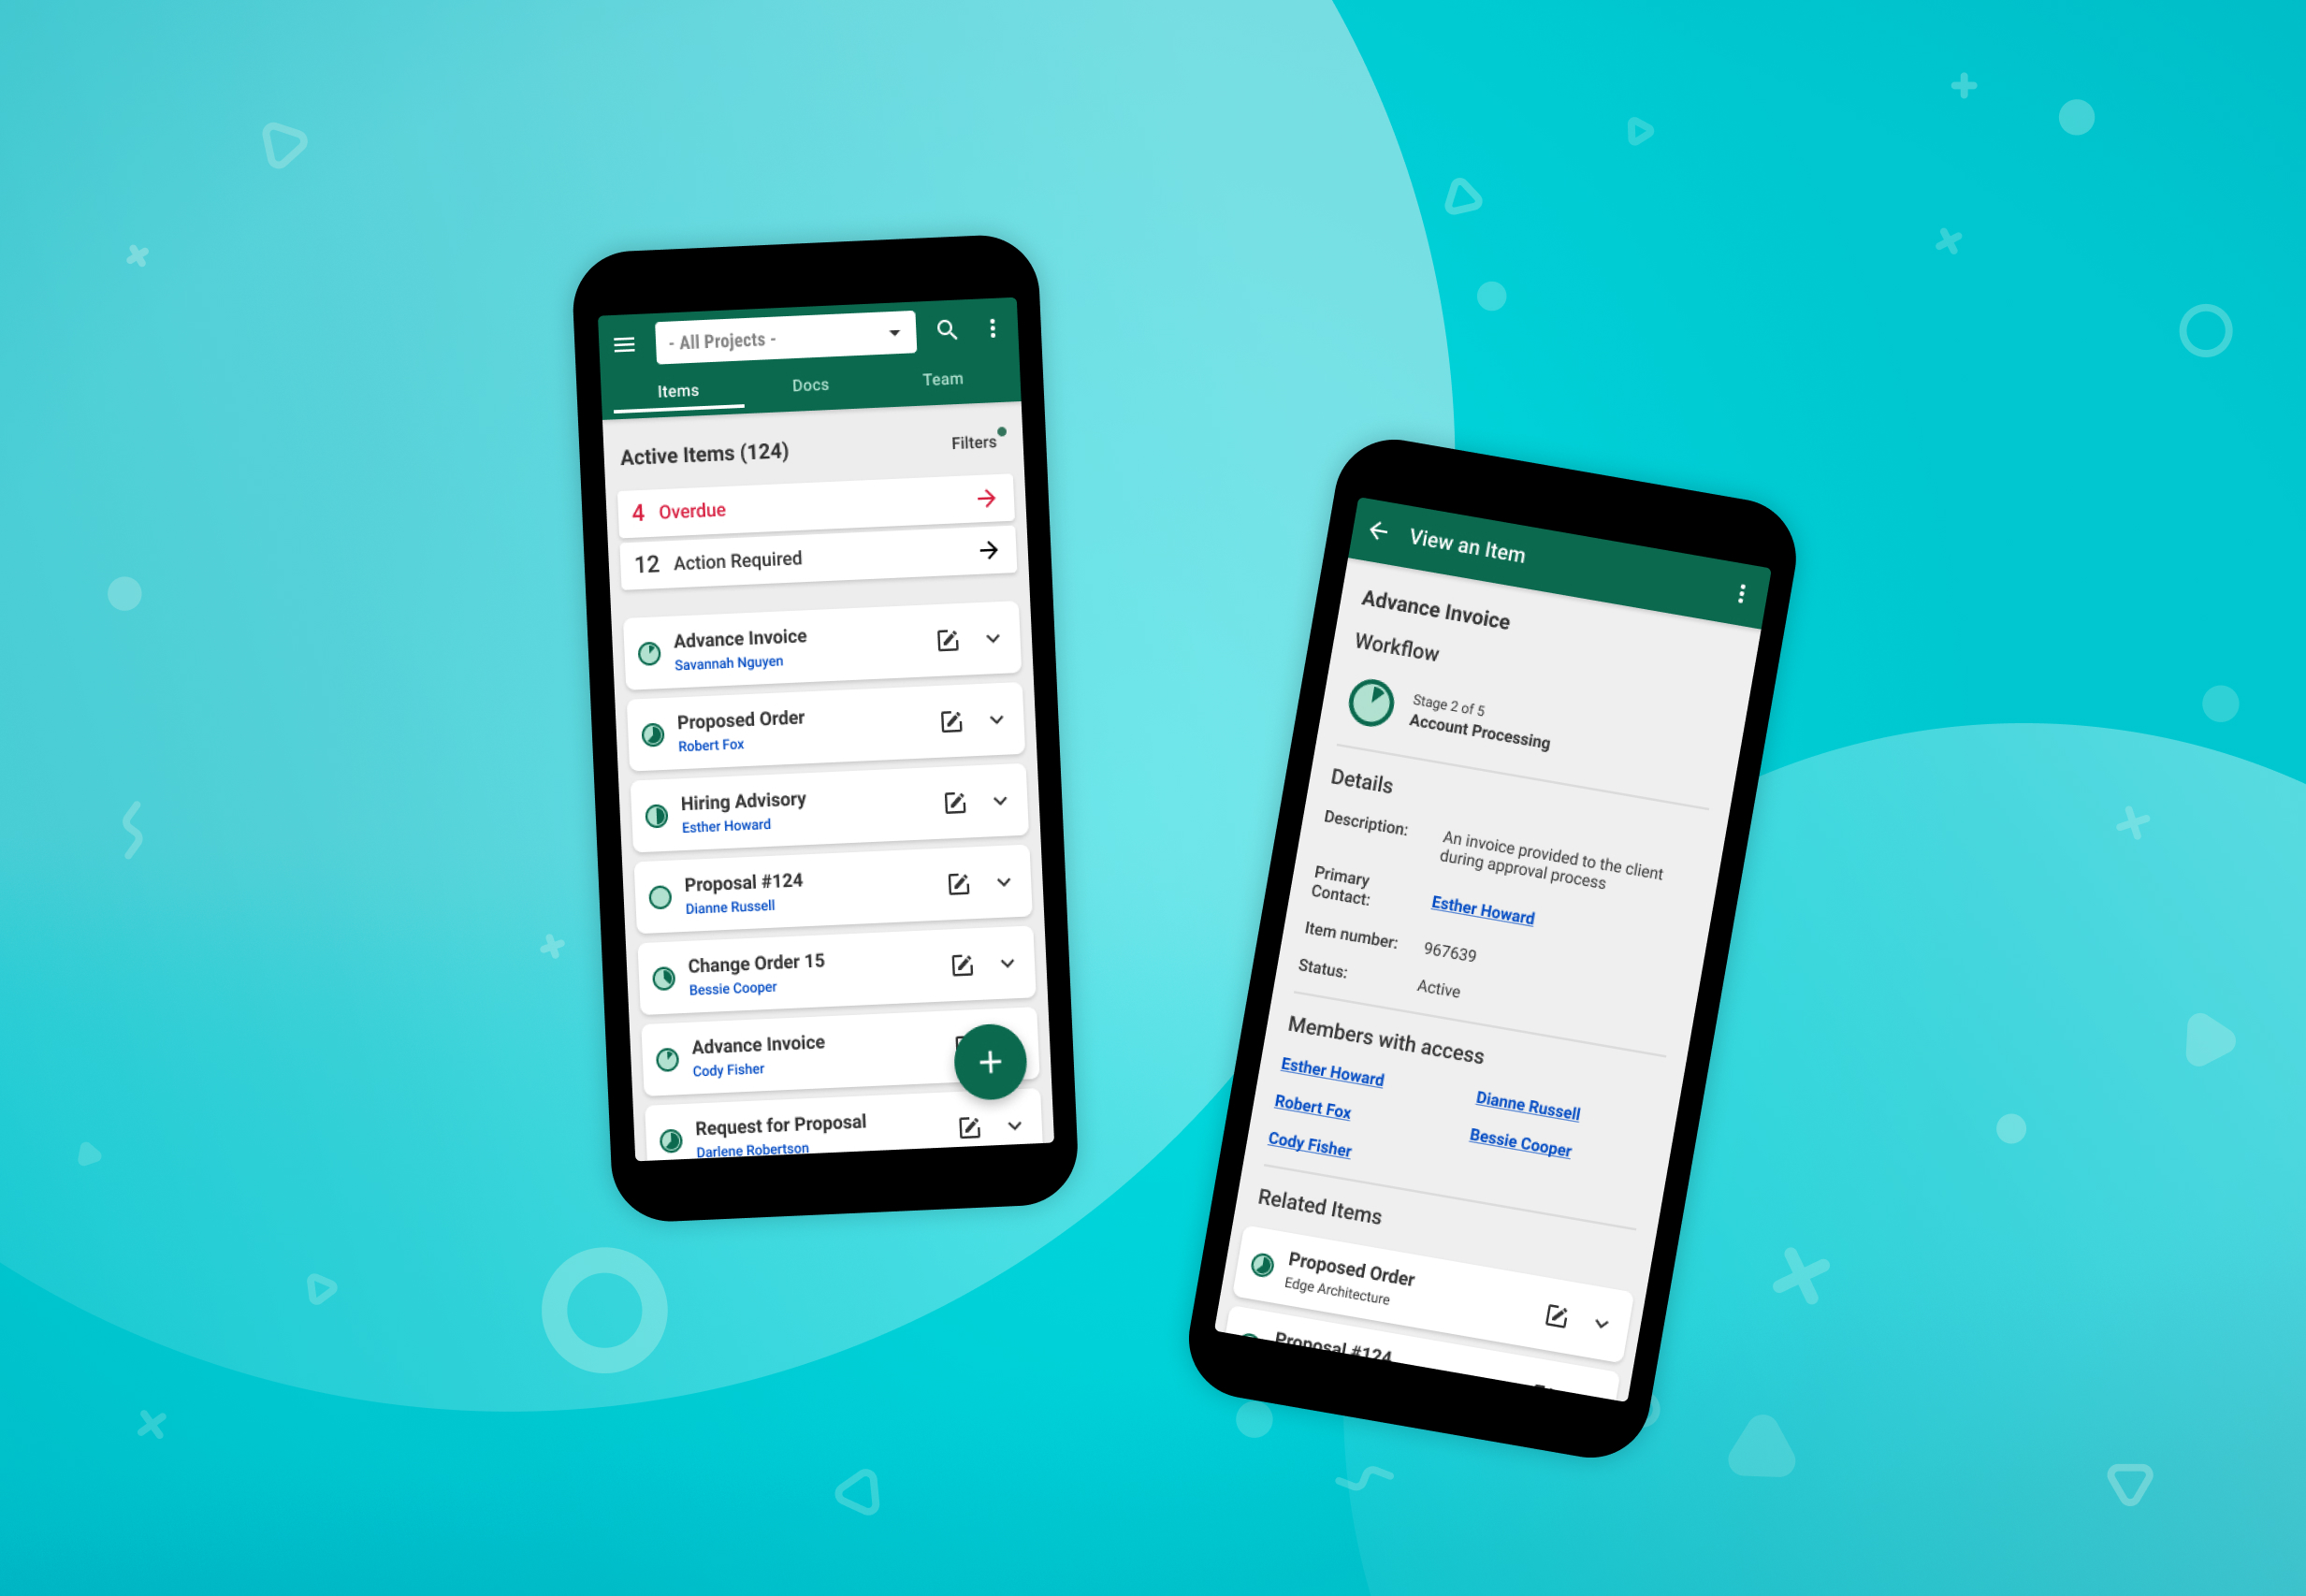 - All Projects -
Items
Docs
Team
Active Items (124)
Filters
4 Overdue
12 Action Required
Advance Invoice
Savannah Nguyen
Proposed Order
Robert Fox
Hiring Advisory
Esther Howard
Proposal #124
Dianne Russell
Change Order 15
Bessie Cooper
Advance Invoice
Cody Fisher
Request for Proposal
Darlene Robertson
View an Item
Advance Invoice
Workflow
Stage 2 of 5
Account Processing
Details
Description:
An invoice provided to the client
during approval process
Primary
Contact:
Esther Howard
Item number:
967639
Status:
Active
Members with access
Esther Howard
Dianne Russell
Robert Fox
Bessie Cooper
Cody Fisher
Related Items
Proposed Order
Edge Architecture
Proposal #124